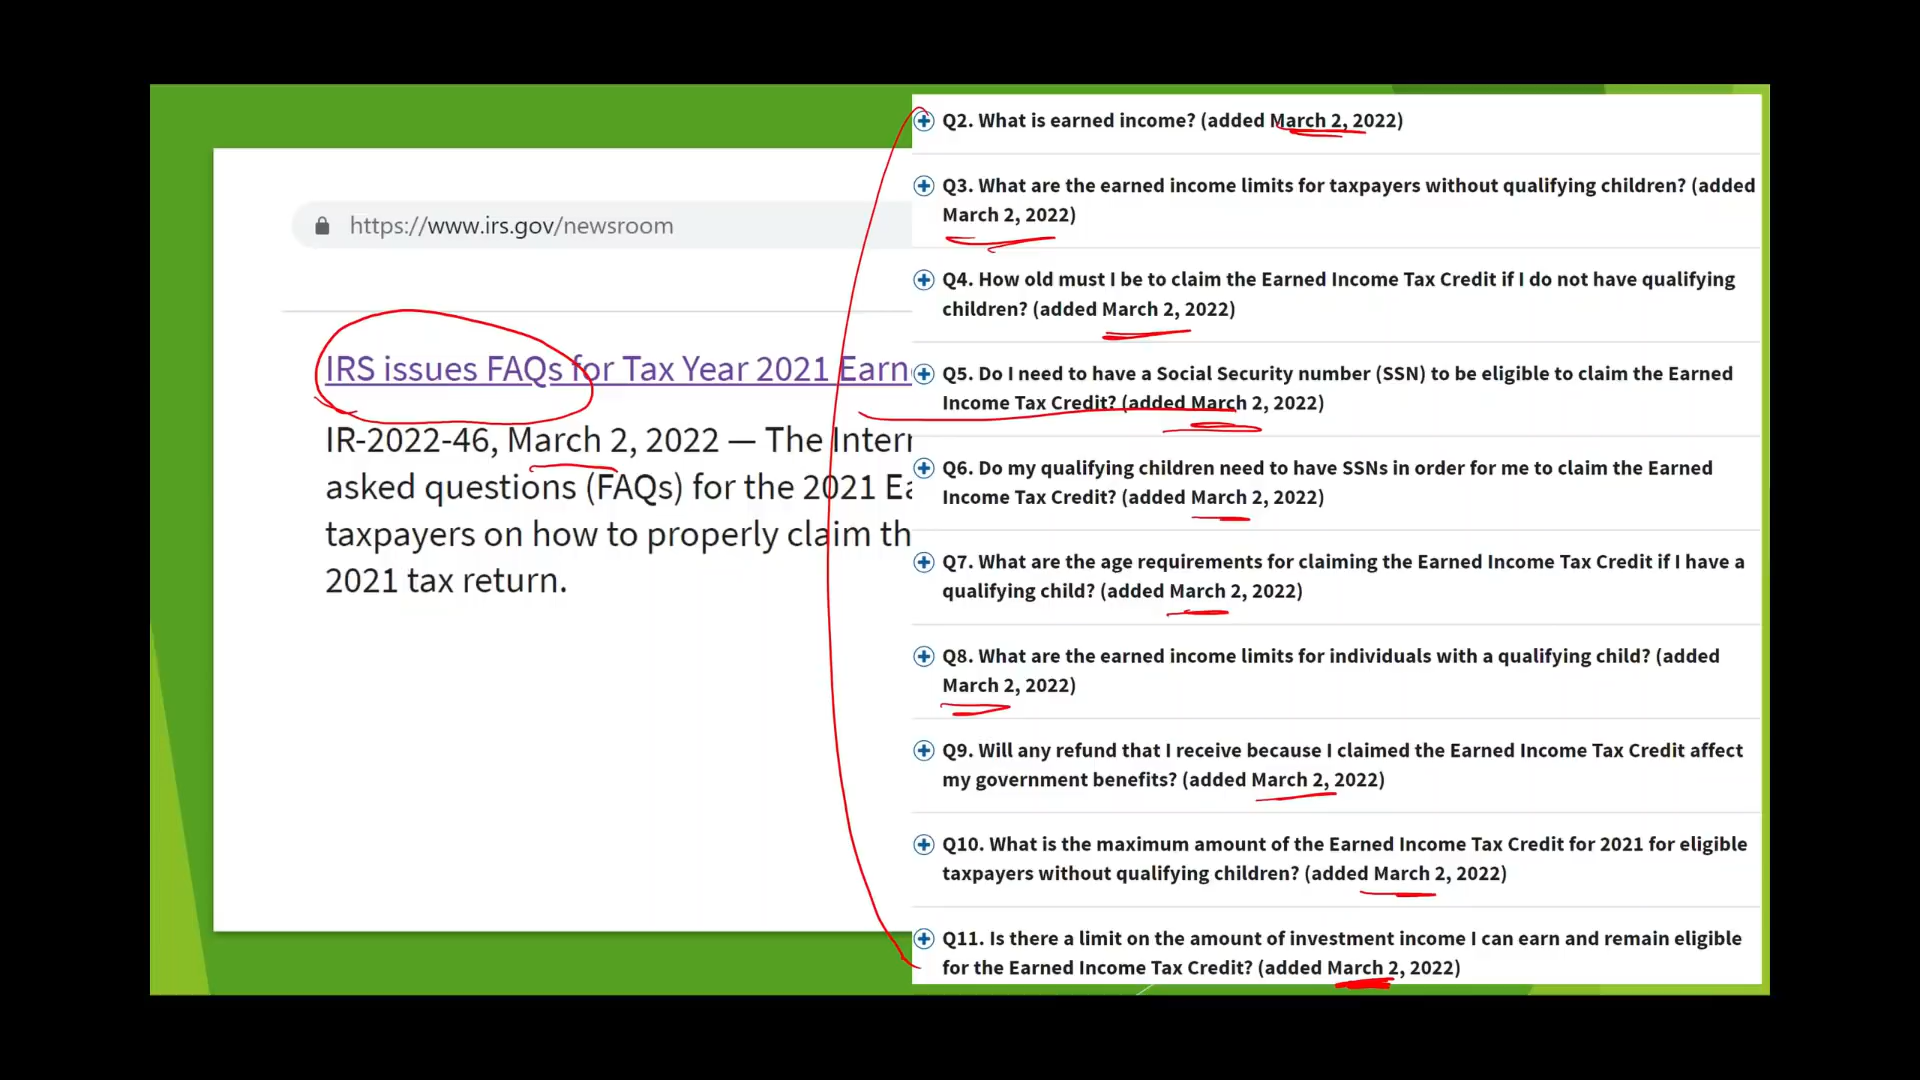 https://www.irs.gov/newsroom
IRS issues FAQs for Tax Year 2021 Earn
IR-2022-46, March 2, 2022 — The Intern
asked questions (FAQs) for the 2021 Ea
taxpayers on how to properly claim th
2021 tax return.
Q2. What is earned income? (added March 2, 2022)
Q3. What are the earned income limits for taxpayers without qualifying children? (added
March 2, 2022)
Q4. How old must I be to claim the Earned Income Tax Credit if I do not have qualifying
children? (added March 2, 2022)
Q5. Do I need to have a Social Security number (SSN) to be eligible to claim the Earned
Income Tax Credit? (added March 2, 2022)
Q6. Do my qualifying children need to have SSNs in order for me to claim the Earned
Income Tax Credit? (added March 2, 2022)
Q7. What are the age requirements for claiming the Earned Income Tax Credit if I have a
qualifying child? (added March 2, 2022)
Q8. What are the earned income limits for individuals with a qualifying child? (added
March 2, 2022)
Q9. Will any refund that I receive because I claimed the Earned Income Tax Credit affect
my government benefits? (added March 2, 2022)
Q10. What is the maximum amount of the Earned Income Tax Credit for 2021 for eligible
taxpayers without qualifying children? (added March 2, 2022)
Q11. Is there a limit on the amount of investment income I can earn and remain eligible
for the Earned Income Tax Credit? (added March 2, 2022)